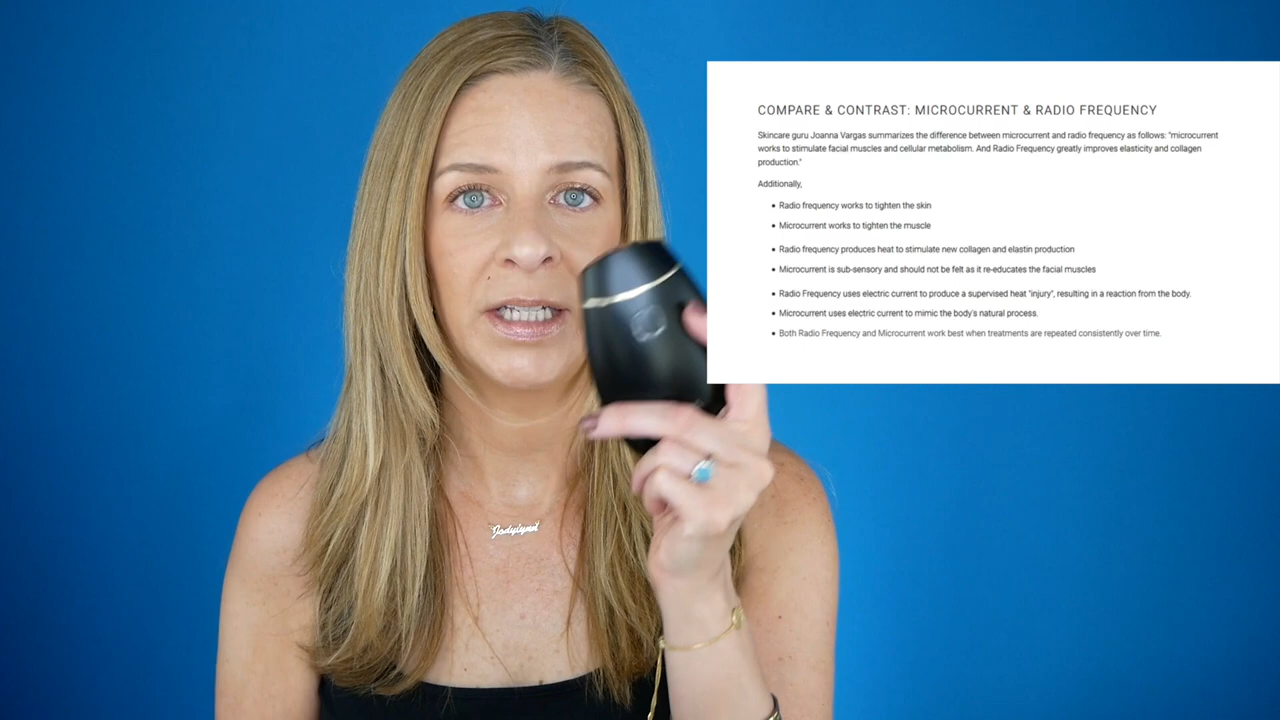 COMPARE & CONTRAST: MICROCURRENT & RADIO FREQUENCY
Skincare guru Joanna Vargas summarizes the difference between microcurrent and radio frequency as follows: "microcurrent
works to stimulate facial muscles and cellular metabolism. And Radio Frequency greatly improves elasticity and collagen
production."
Additionally,
• Radio frequency works to tighten the skin
• Microcurrent works to tighten the muscle
• Radio frequency produces heat to stimulate new collagen and elastin production
• Microcurrent is sub-sensory and should not be felt as it re-educates the facial muscles
• Radio Frequency uses electric current to produce a supervised heat "injury", resulting in a reaction from the body.
• Microcurrent uses electric current to mimic the body's natural process.
• Both Radio Frequency and Microcurrent work best when treatments are repeated consistently over time.
Jodylynn